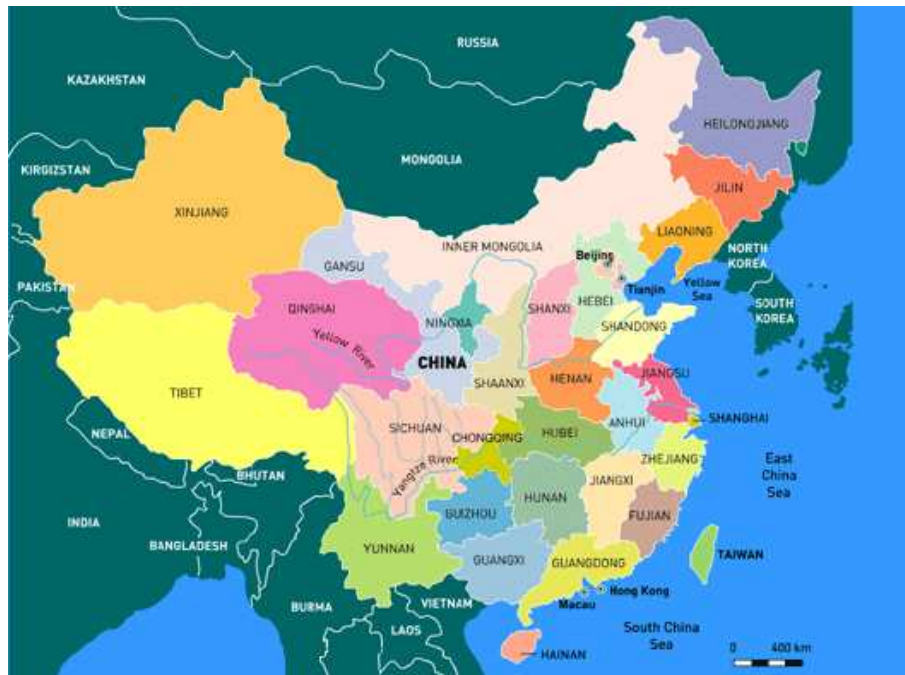 RUSSIA
KAZAKHSTAN
HEILONGJIANG
MONGOLIA
KIRGIZSTAN
JILIN
XINJIANG
LIAONING
INNER MONGOLIA
NORTH
KOREA
Beijing
GANSU
Tianjin
Yellow
Sea
PAKISTAN
SHANXI
HEBEI
SOUTH
KOREA
QINGHAI
NINGXIA
SHANDONG
Yellow River
CHINA
JIANGSU
HENAN
SHAANXI
TIBET
SHANGHAI
ANHUI
SICHUAN
NEPAL
CHONGQING
HUBEI
ZHEJIANG
East
China
Sea
BHUTAN
Yangtze River
JIANGXI
HUNAN
GUIZHOU
FUJIAN
INDIA
BANGLADESH
YUNNAN
GUANGXI
GUANGDONG
TAIWAN
Hong Kong
Macau
BURMA
VIETNAM
LAOS
South China
Sea
HAINAN
0 400 km